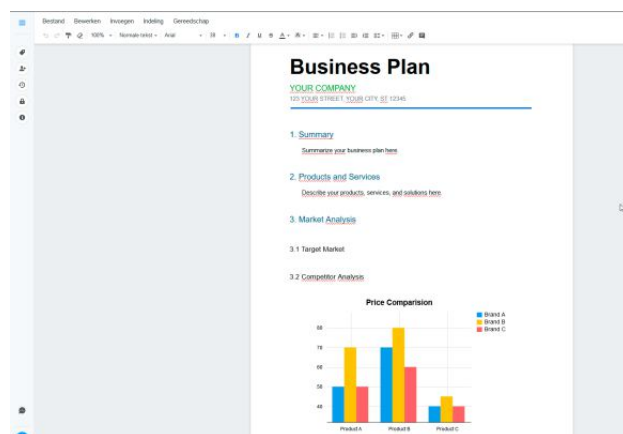 Bestand Bewerken Invoegen Indeling Gereedschap
100% Normale tekst Arial
Business Plan
YOUR COMPANY
123 YOUR STREET, YOUR CITY, ST 12345
1. Summary
Summarize your business plan here
2. Products and Services
Describe your products, services, and solutions here
3. Market Analysis
3.1 Target Market
3.2 Competitor Analysis
Price Comparision
Brand A
Brand B
Brand C
80
70
60
50
40
Product A Product B Product C